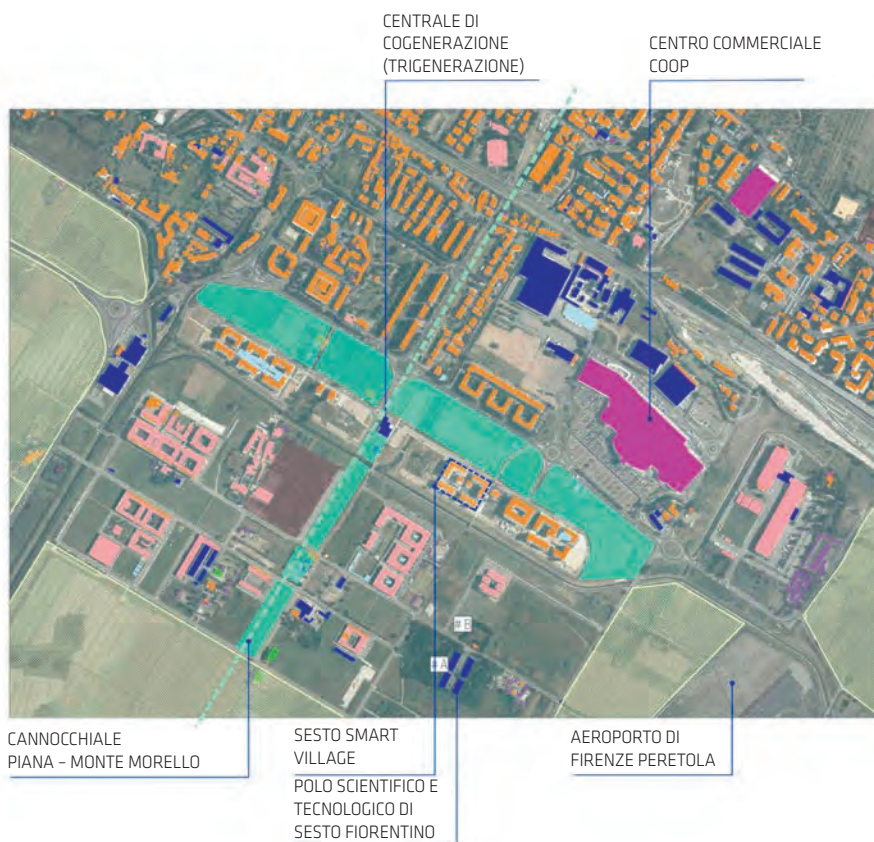 CENTRALE DI
COGENERAZIONE
(TRIGENERAZIONE)
CENTRO COMMERCIALE
COOP
# B
# A
CANNOCCHIALE
PIANA – MONTE MORELLO
SESTO SMART
VILLAGE
POLO SCIENTIFICO E
TECNOLOGICO DI
SESTO FIORENTINO
AEROPORTO DI
FIRENZE PERETOLA